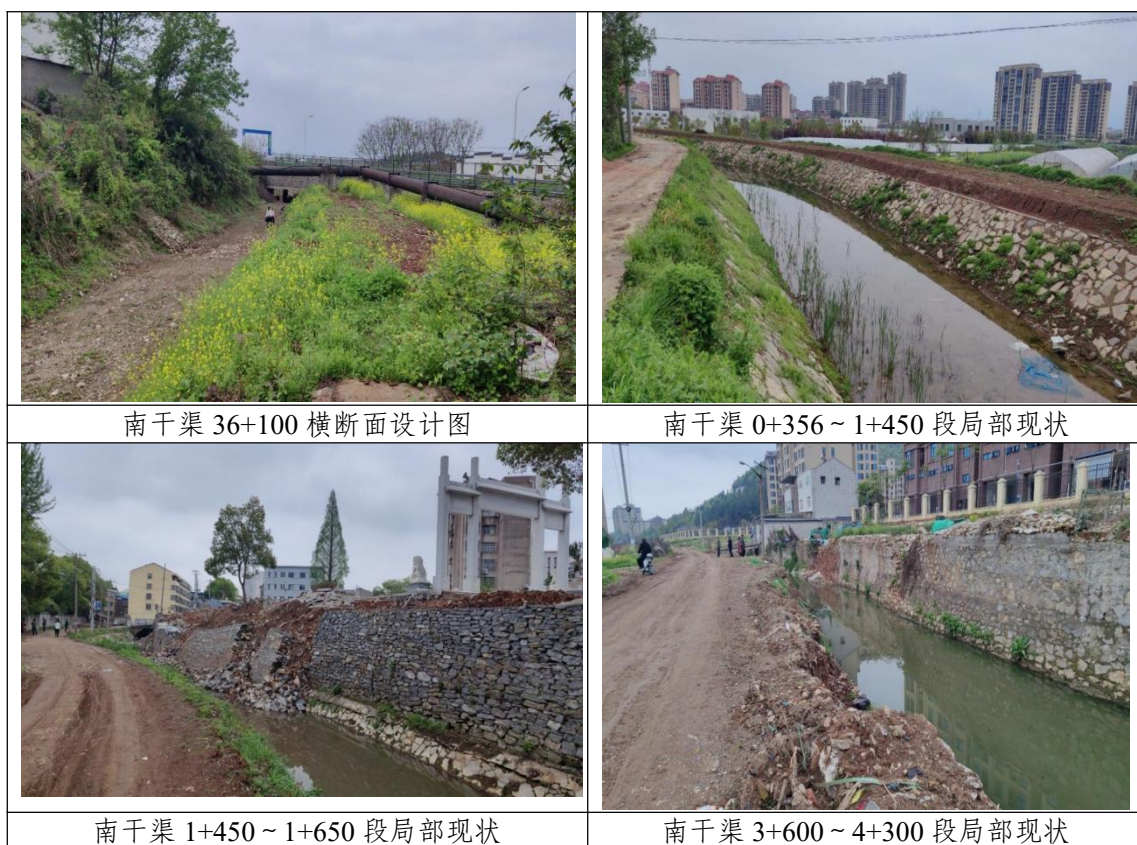 南干渠 36+100 横断面设计图
南干渠 0+356～1+450 段局部现状
南干渠 1+450～1+650 段局部现状
南干渠 3+600～4+300 段局部现状